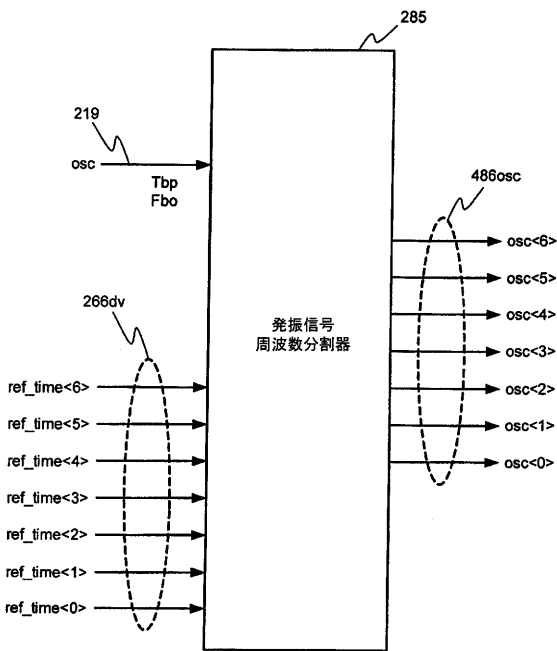 285
219
osc
Tbp
Fbo
486osc
osc<6>
osc<5>
osc<4>
osc<3>
osc<2>
osc<1>
osc<0>
発振信号
周波数分割器
266dv
ref_time<6>
ref_time<5>
ref_time<4>
ref_time<3>
ref_time<2>
ref_time<1>
ref_time<0>